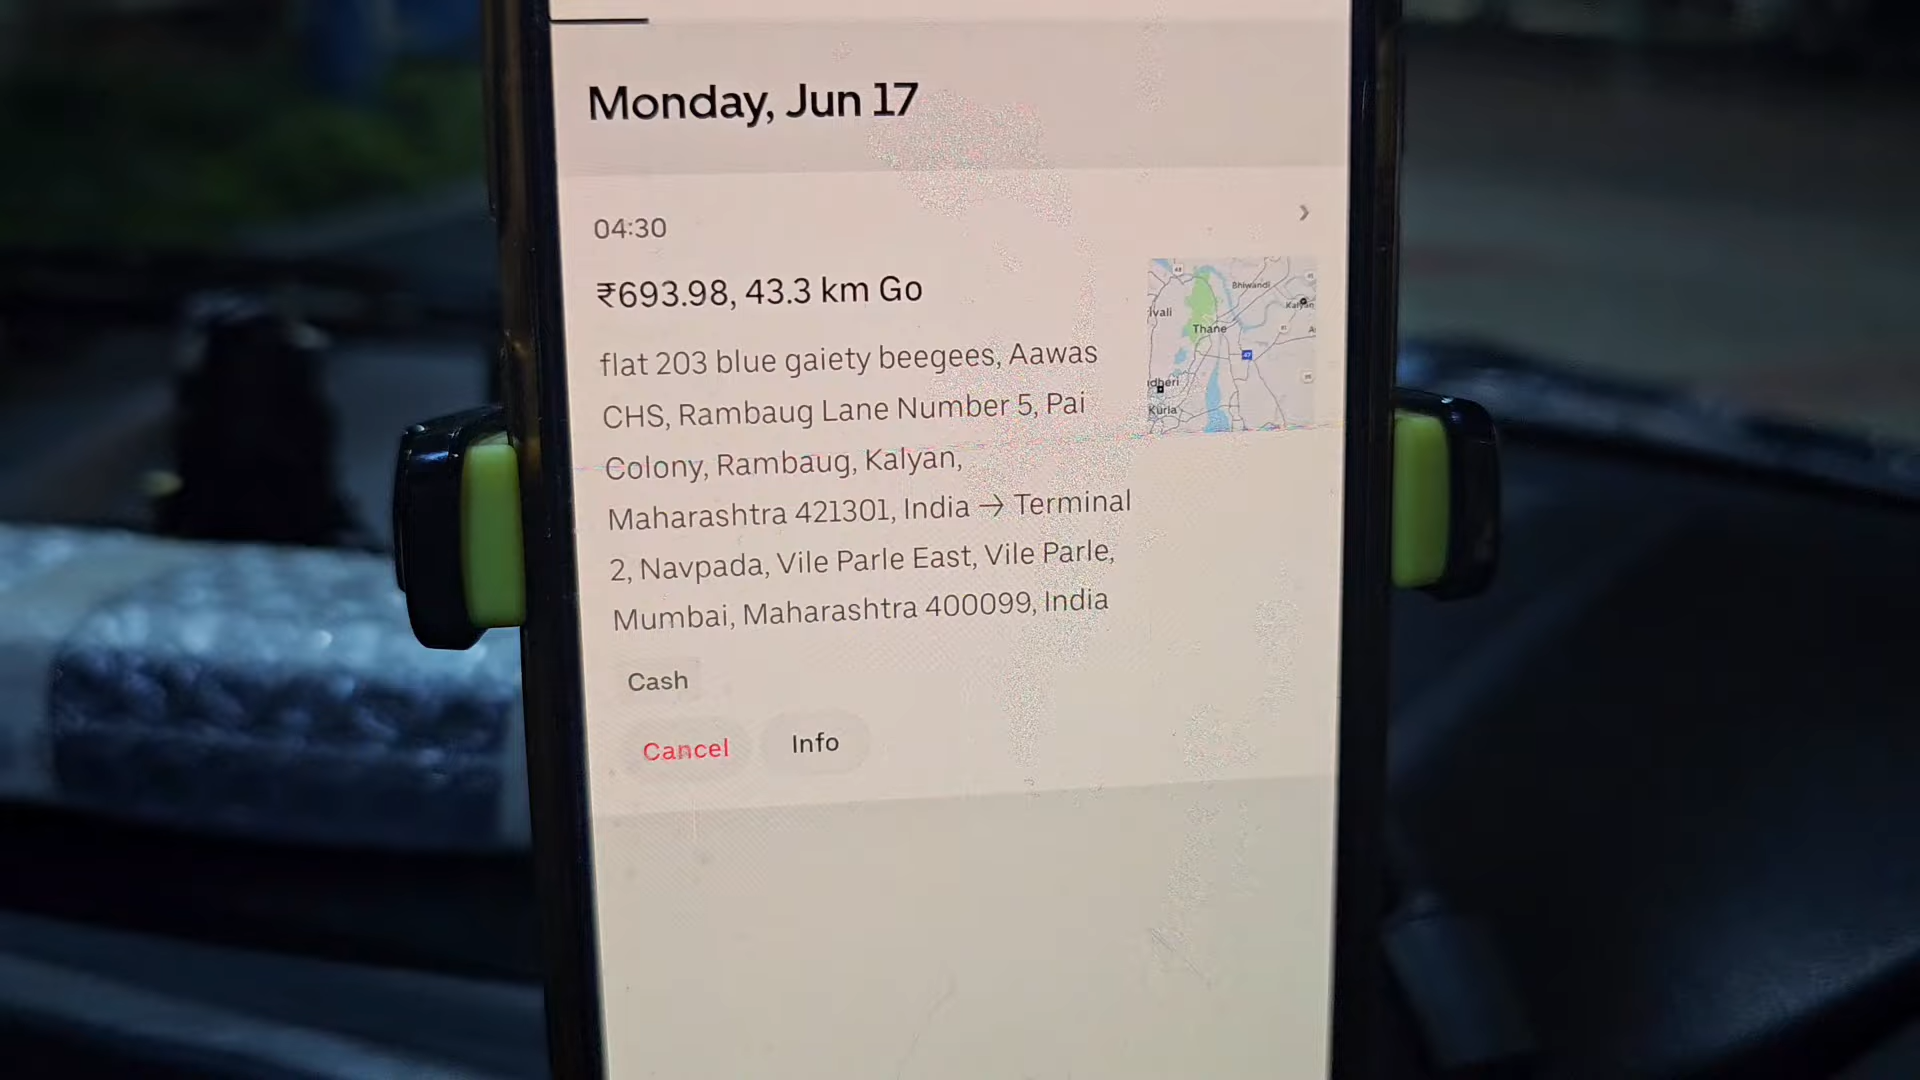 Monday, Jun 17
04:30
₹693.98, 43.3 km Go
flat 203 blue gaiety beegees, Aawas
CHS, Rambaug Lane Number 5, Pai
Colony, Rambaug, Kalyan,
Maharashtra 421301, India → Terminal
2, Navpada, Vile Parle East, Vile Parle,
Mumbai, Maharashtra 400099, India
Cash
Cancel
Info
Bhiwandi
ivali
Kalyan
Thane
dheri
Kurla